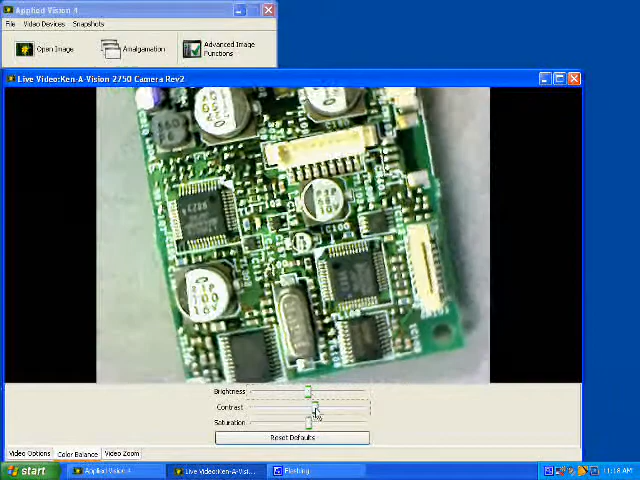 Applied Vision 4
File Video Devices Snapshots
Open Image
Amalgamation
Advanced Image
Functions
Live Video:Ken-A-Vision 2750 Camera Rev2
C100
Brightness
Contrast
Saturation
Reset Defaults
Video Options Color Balance Video Zoom
start
Applied Vision 4
Live Video:Ken-A-Vis...
Flashing
11:18 AM